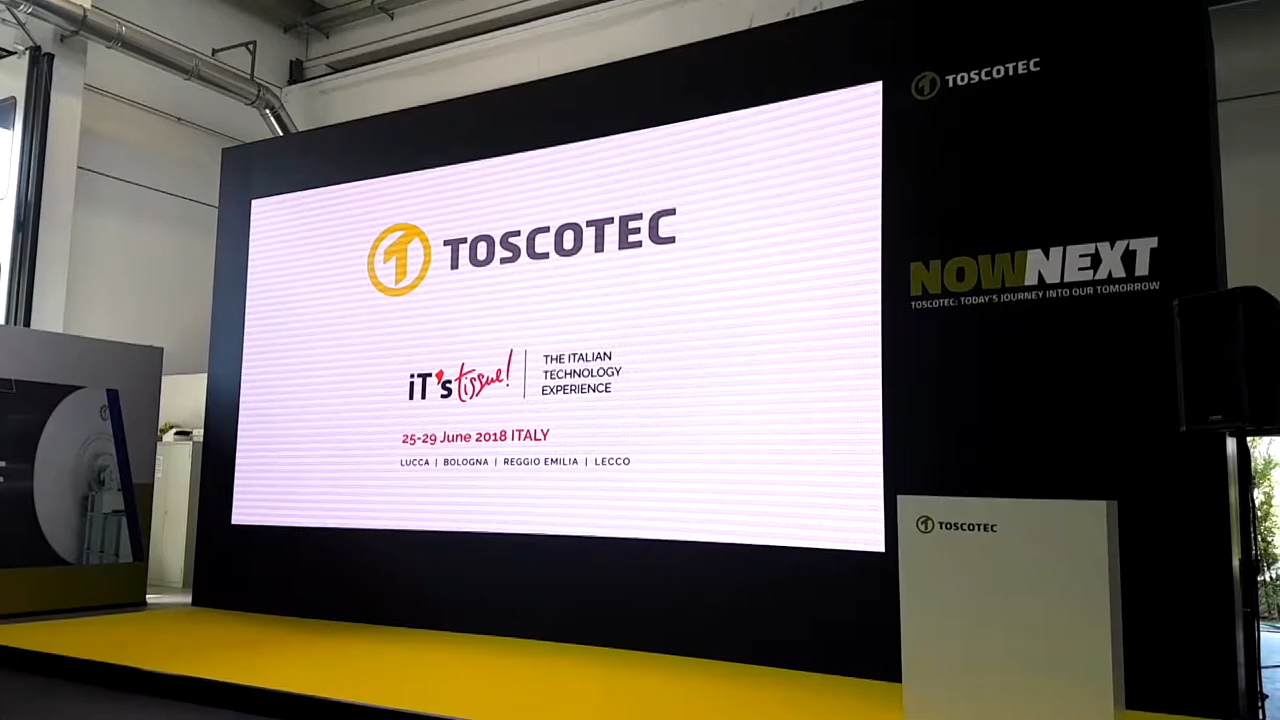 TOSCOTEC
iT's tissue!
THE ITALIAN
TECHNOLOGY
EXPERIENCE
25-29 June 2018 ITALY
LUCCA | BOLOGNA | REGGIO EMILIA | LECCO
TOSCOTEC
NOWNEXT
TOSCOTEC: TODAY'S JOURNEY INTO OUR TOMORROW
TOSCOTEC